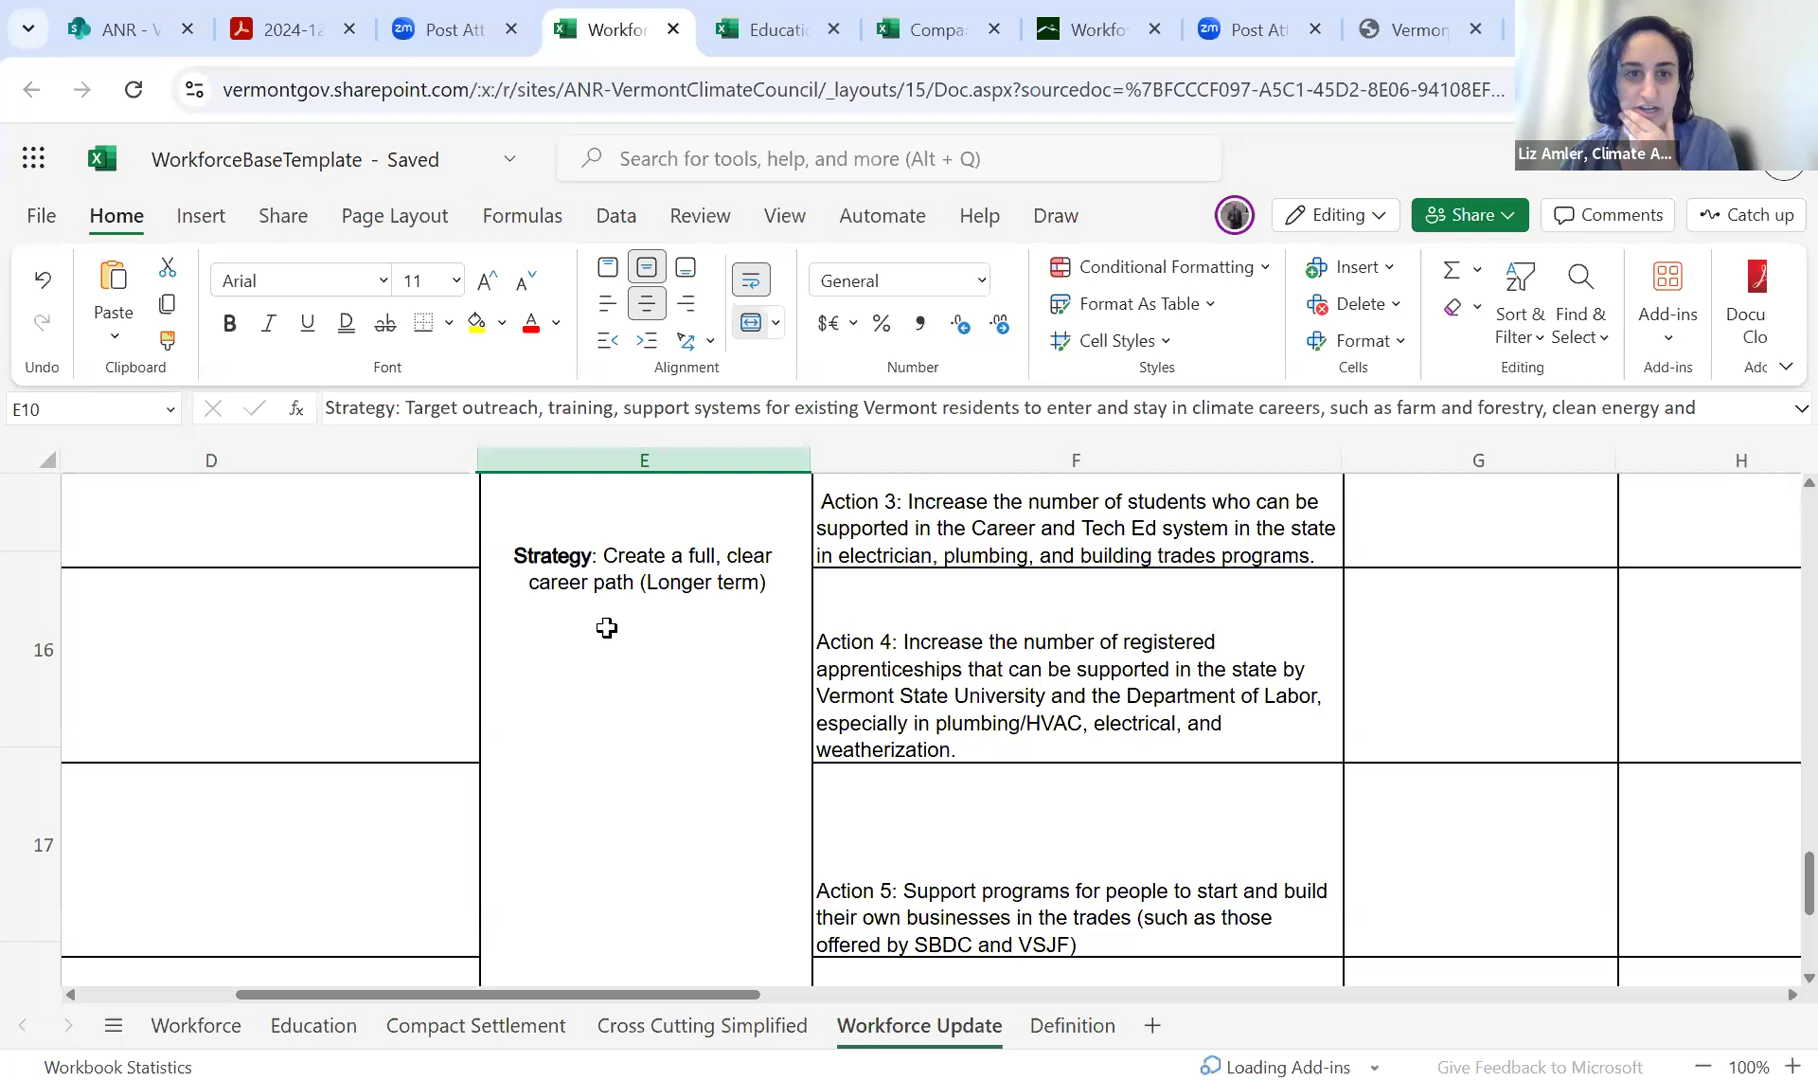 ANR - V
2024-12
Post Att
Workfor
Educatio
Compa
Workfo
Post Att
Vermon
vermontgov.sharepoint.com/:x:/r/sites/ANR-VermontClimateCouncil/_layouts/15/Doc.aspx?sourcedoc=%7BFCCCF097-A5C1-45D2-8E06-94108EF...
Liz Amler, Climate A...
WorkforceBaseTemplate - Saved
Search for tools, help, and more (Alt + Q)
File Home Insert Share Page Layout Formulas Data Review View Automate Help Draw
Editing Share Comments Catch up
Arial 11
General
Conditional Formatting
Insert
Paste
Format As Table
Delete
Sort & Filter
Find & Select
Add-ins
Docu
Clo
B I U D ab A
$€ % 9
Cell Styles
Format
Undo Clipboard Font Alignment Number Styles Cells Editing Add-ins Adc
E10
fx Strategy: Target outreach, training, support systems for existing Vermont residents to enter and stay in climate careers, such as farm and forestry, clean energy and
D E F G H
Action 3: Increase the number of students who can be
supported in the Career and Tech Ed system in the state
in electrician, plumbing, and building trades programs.
Strategy: Create a full, clear
career path (Longer term)
16
Action 4: Increase the number of registered
apprenticeships that can be supported in the state by
Vermont State University and the Department of Labor,
especially in plumbing/HVAC, electrical, and
weatherization.
17
Action 5: Support programs for people to start and build
their own businesses in the trades (such as those
offered by SBDC and VSJF)
Workforce Education Compact Settlement Cross Cutting Simplified Workforce Update Definition
Workbook Statistics
Loading Add-ins
Give Feedback to Microsoft
100%